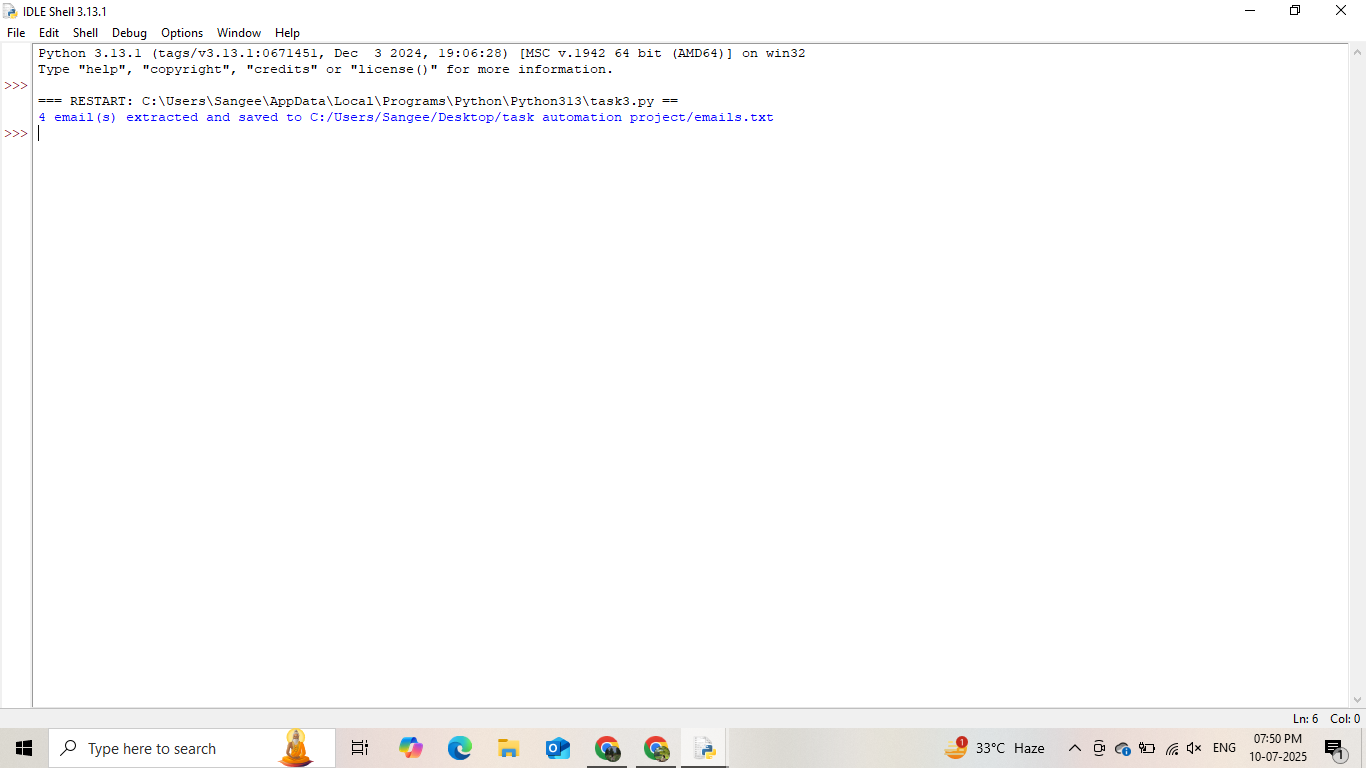 IDLE Shell 3.13.1
File Edit Shell Debug Options Window Help
Python 3.13.1 (tags/v3.13.1:0671451, Dec  3 2024, 19:06:28) [MSC v.1942 64 bit (AMD64)] on win32
Type "help", "copyright", "credits" or "license()" for more information.
>>>
=== RESTART: C:\Users\Sangee\AppData\Local\Programs\Python\Python313\task3.py ==
4 email(s) extracted and saved to C:/Users/Sangee/Desktop/task automation project/emails.txt
>>>
Ln: 6 Col: 0
Type here to search
1
33°C Haze
ENG
07:50 PM
10-07-2025
1